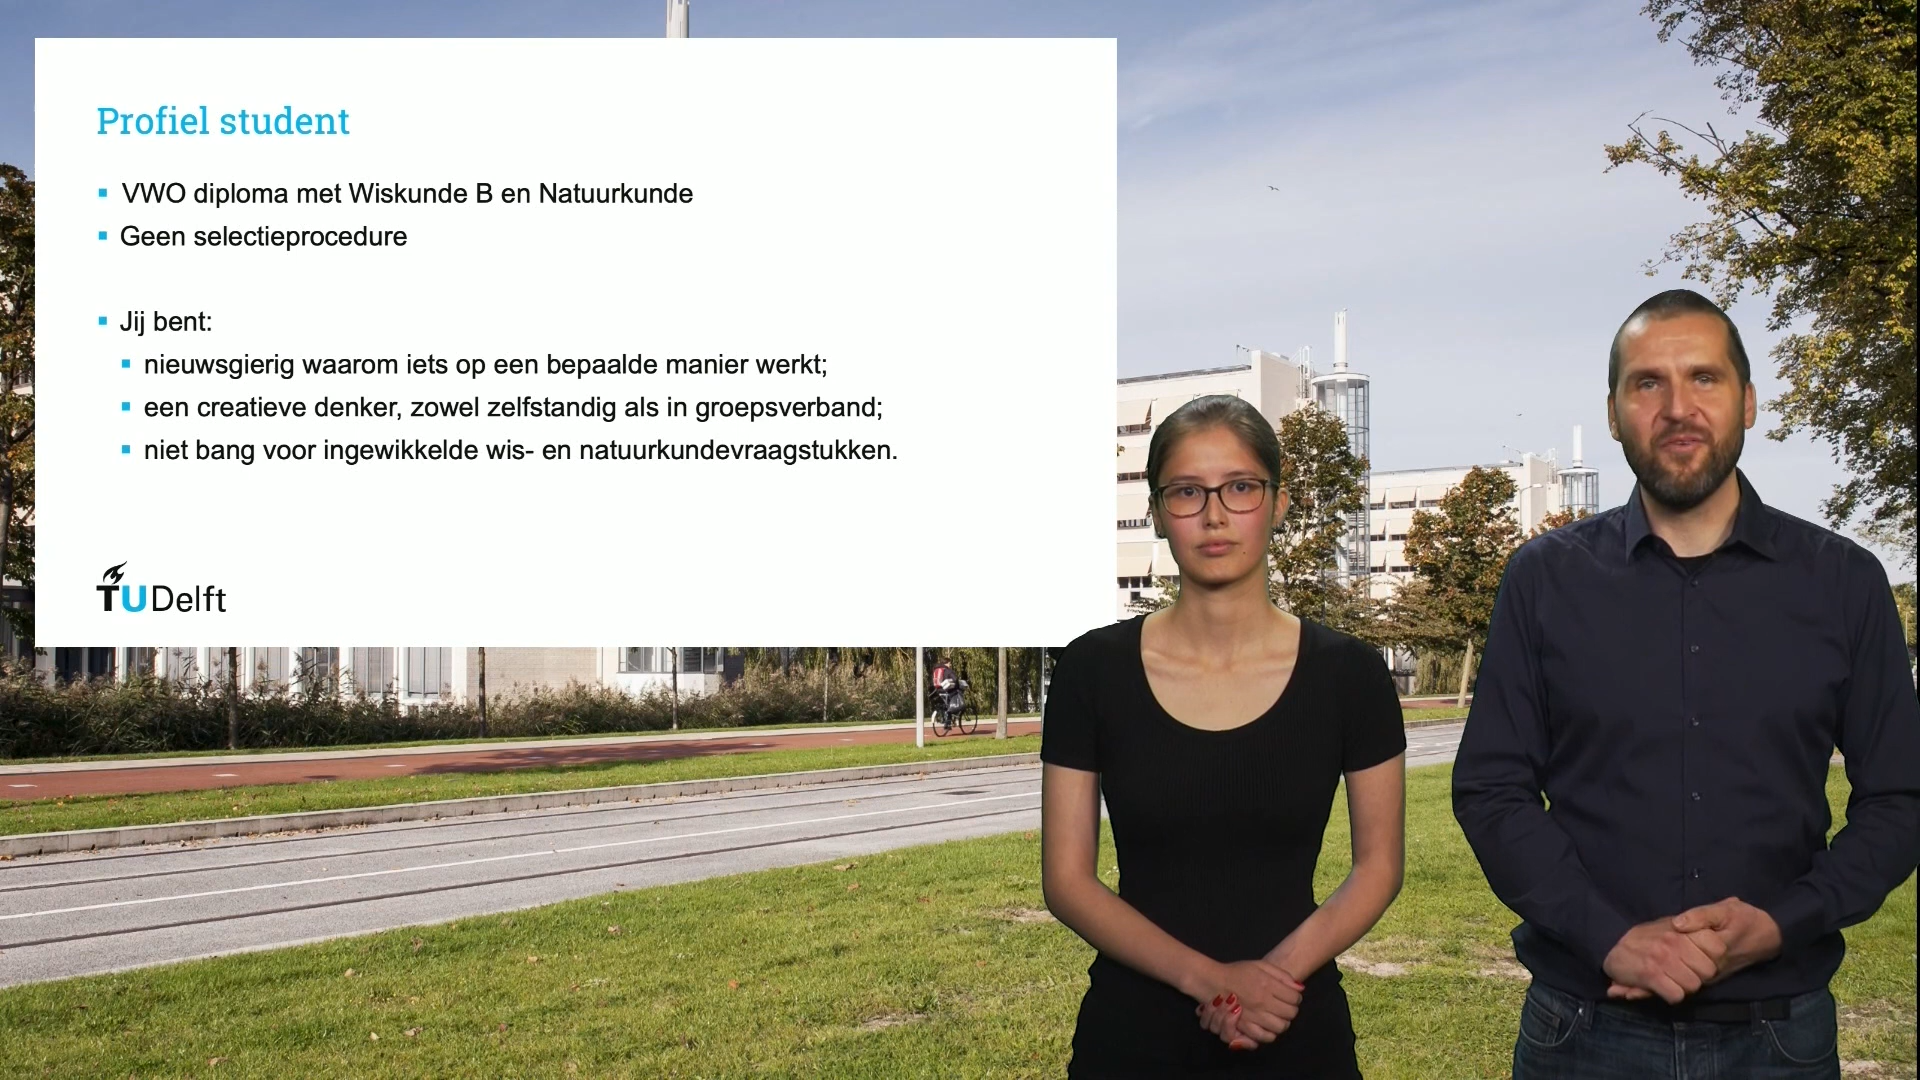 Profiel student
VWO diploma met Wiskunde B en Natuurkunde
Geen selectieprocedure
Jij bent:
nieuwsgierig waarom iets op een bepaalde manier werkt;
een creatieve denker, zowel zelfstandig als in groepsverband;
niet bang voor ingewikkelde wis- en natuurkundevraagstukken.
TUDelft